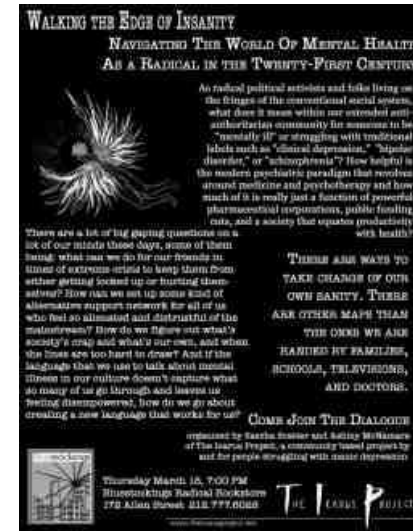 Walking the Edge of Insanity
Navigating The World Of Mental Health
As a Radical in the Twenty-First Century
As radical political activists and folks living on
the fringes of the conventional social system,
what does it mean within our extended anti-
authoritarian community for someone to be
"mentally ill" or struggling with traditional
labels such as "clinical depression," "bipolar
disorder," or "schizophrenia"? How helpful is
the modern psychiatric paradigm that revolves
around medicine and psychotherapy and how
much of it is really just a function of powerful
pharmaceutical corporations, public funding
cuts, and a society that equates productivity
with health?
There are a lot of big gaping questions on a
lot of our minds these days, some of them
being: what can we do for our friends in
times of extreme crisis to keep them from
either getting locked up or hurting them-
selves? How can we set up some kind of
alternative support network for all of us
who feel so alienated and distrustful of the
mainstream? How do we figure out what's
society's crap and what's our own, and when
the lines are too hard to draw? And if the
language that we use to talk about mental
illness in our culture doesn't capture what
so many of us go through and leaves us
feeling disempowered, how do we go about
creating a new language that works for us?
There are ways to
take charge of our
own sanity. There
are other maps than
the ones we are
handed by families,
schools, televisions,
and doctors.
Come Join The Dialogue
organized by Sascha and Ashley McNamara
of The Icarus Project, a community based project by
and for people struggling with manic depression
bluestockings
Thursday March 18, 7:00 PM
Bluestockings Radical Bookstore
172 Allen Street 212.777.6028
The Icarus Project